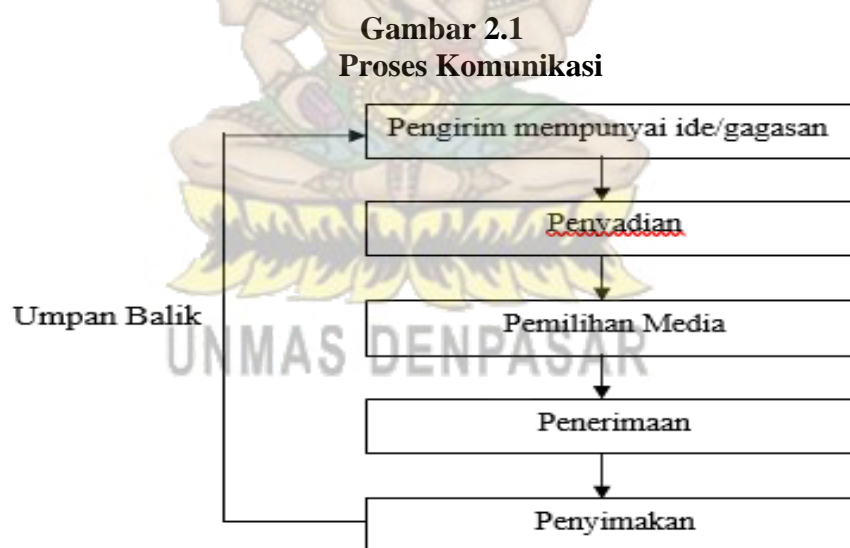 Gambar 2.1
Proses Komunikasi
Pengirim mempunyai ide/gagasan
Penyadian
Umpan Balik
Pemilihan Media
UNMAS DENPASAR
Penerimaan
Penyimakan